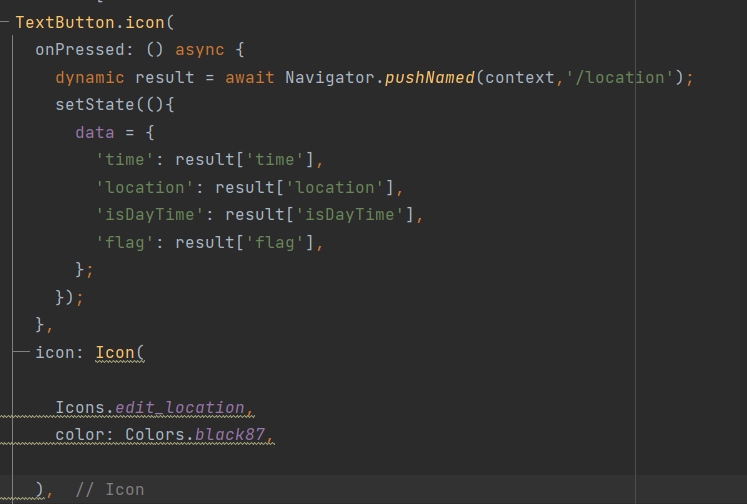 TextButton.icon(
onPressed: () async {
dynamic result = await Navigator.pushNamed(context,'/location');
setState((){
data = {
'time': result['time'],
'location': result['location'],
'isDayTime': result['isDayTime'],
'flag': result['flag'],
};
});
},
icon: Icon(
Icons.edit_location,
color: Colors.black87,
), // Icon